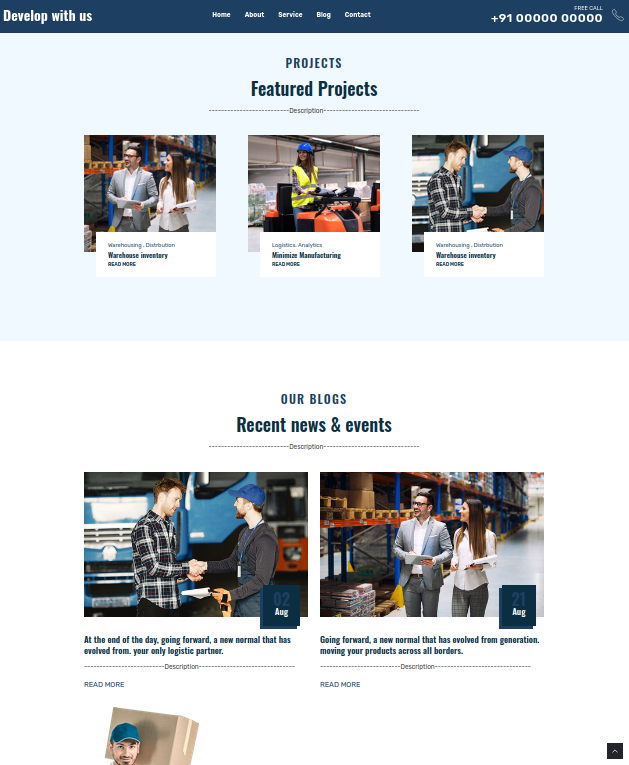 Develop with us
Home About Service Blog Contact
FREE CALL
+91 00000 00000
PROJECTS
Featured Projects
--------------------------Description-------------------------------
Warehousing , Distrbution
Warehouse inventory
READ MORE
Logistics, Analytics
Minimize Manufacturing
READ MORE
Warehousing , Distrbution
Warehouse inventory
READ MORE
OUR BLOGS
Recent news & events
--------------------------Description-------------------------------
02
Aug
At the end of the day, going forward, a new normal that has
evolved from. your only logistic partner.
--------------------------Description-------------------------------
READ MORE
21
Aug
Going forward, a new normal that has evolved from generation.
moving your products across all borders.
--------------------------Description-------------------------------
READ MORE